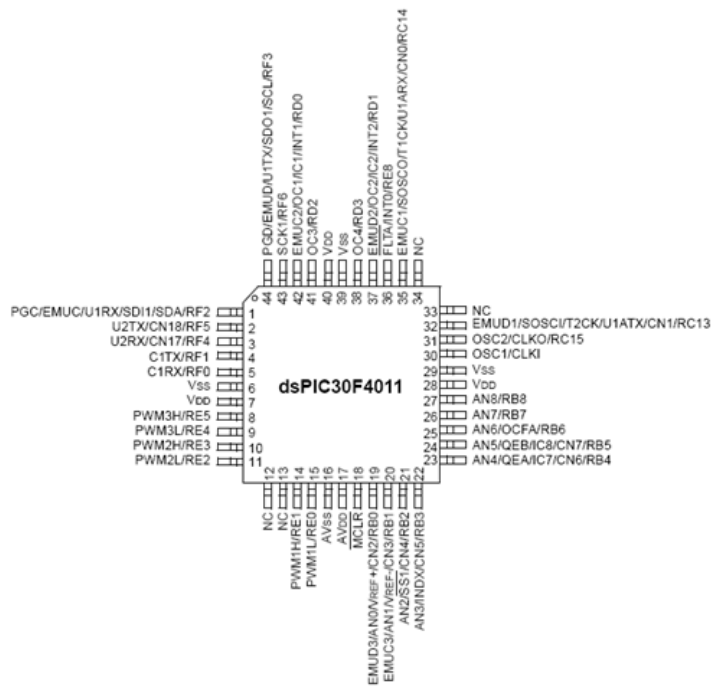 PGD/EMUD/U1TX/SDO1/SCL/RF3
SCK1/RF6
EMUC2/OC1/IC1/INT1/RD0
OC3/RD2
VDD
VSS
OC4/RD3
EMUD2/OC2/IC2/INT2/RD1
FLTA/INT0/RE8
EMUC1/SOSCO/T1CK/U1ARX/CN0/RC14
NC
44
43
42
41
40
39
38
37
36
35
34
PGC/EMUC/U1RX/SDI1/SDA/RF2 1
U2TX/CN18/RF5 2
U2RX/CN17/RF4 3
C1TX/RF1 4
C1RX/RF0 5
VSS 6
VDD 7
PWM3H/RE5 8
PWM3L/RE4 9
PWM2H/RE3 10
PWM2L/RE2 11
dsPIC30F4011
33 NC
32 EMUD1/SOSCI/T2CK/U1ATX/CN1/RC13
31 OSC2/CLKO/RC15
30 OSC1/CLKI
29 VSS
28 VDD
27 AN8/RB8
26 AN7/RB7
25 AN6/OCFA/RB6
24 AN5/QEB/IC8/CN7/RB5
23 AN4/QEA/IC7/CN6/RB4
12
13
14
15
16
17
18
19
20
21
22
NC
NC
PWM1H/RE1
PWM1L/RE0
AVSS
AVDD
MCLR
EMUD3/AN0/VREF+/CN2/RB0
EMUC3/AN1/VREF-/CN3/RB1
AN2/SS1/CN4/RB2
AN3/INDX/CN5/RB3